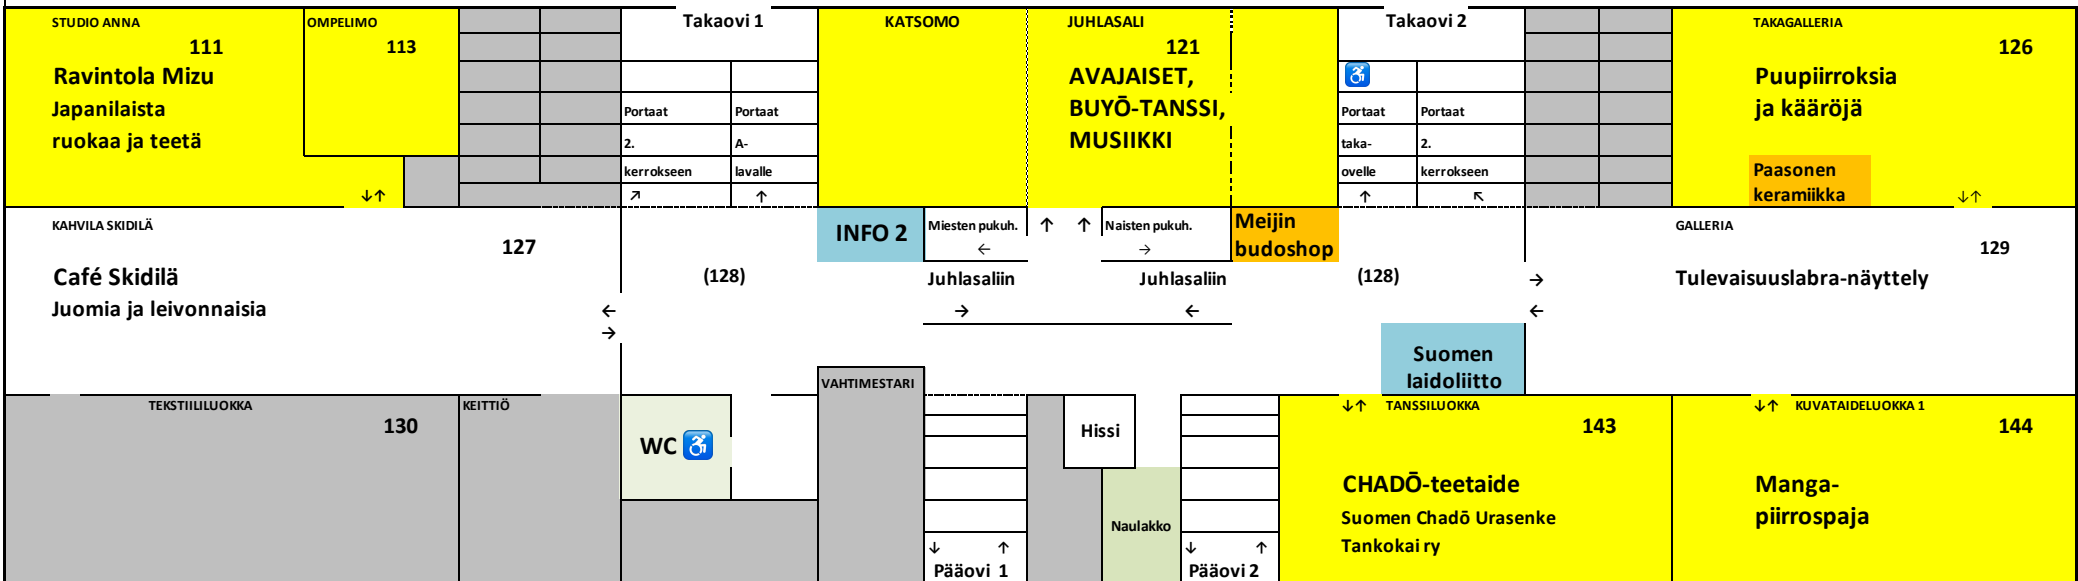 STUDIO ANNA
111
Ravintola Mizu
Japanilaista
ruokaa ja teetä
↓↑
OMPELIMO
113
Takaovi 1
Portaat
2.
kerrokseen
↗
Portaat
A-
lavalle
↑
KATSOMO
JUHLASALI
121
AVAJAISET,
BUYŌ-TANSSI,
MUSIIKKI
Takaovi 2
♿
Portaat
taka-
ovelle
↑
Portaat
2.
kerrokseen
↖
TAKAGALLERIA
126
Puupiirroksia
ja kääröjä
Paasonen
keramiikka
↓↑
KAHVILA SKIDILÄ
127
Café Skidilä
Juomia ja leivonnaisia
←
→
(128)
INFO 2
Miesten pukuh.
←
↑ ↑
Naisten pukuh.
→
Meijin
budoshop
Juhlasaliin
→
Juhlasaliin
←
(128)
→
←
Suomen
Iaidoliitto
GALLERIA
129
Tulevaisuuslabra-näyttely
TEKSTIILILUOKKA
130
KEITTIÖ
WC ♿
VAHTIMESTARI
↓ ↑
Pääovi 1
Hissi
Naulakko
↓ ↑
Pääovi 2
↓↑ TANSSILUOKKA
143
CHADŌ-teetaide
Suomen Chadō Urasenke
Tankokai ry
↓↑ KUVATAIDELUOKKA 1
144
Manga-
piirrospaja